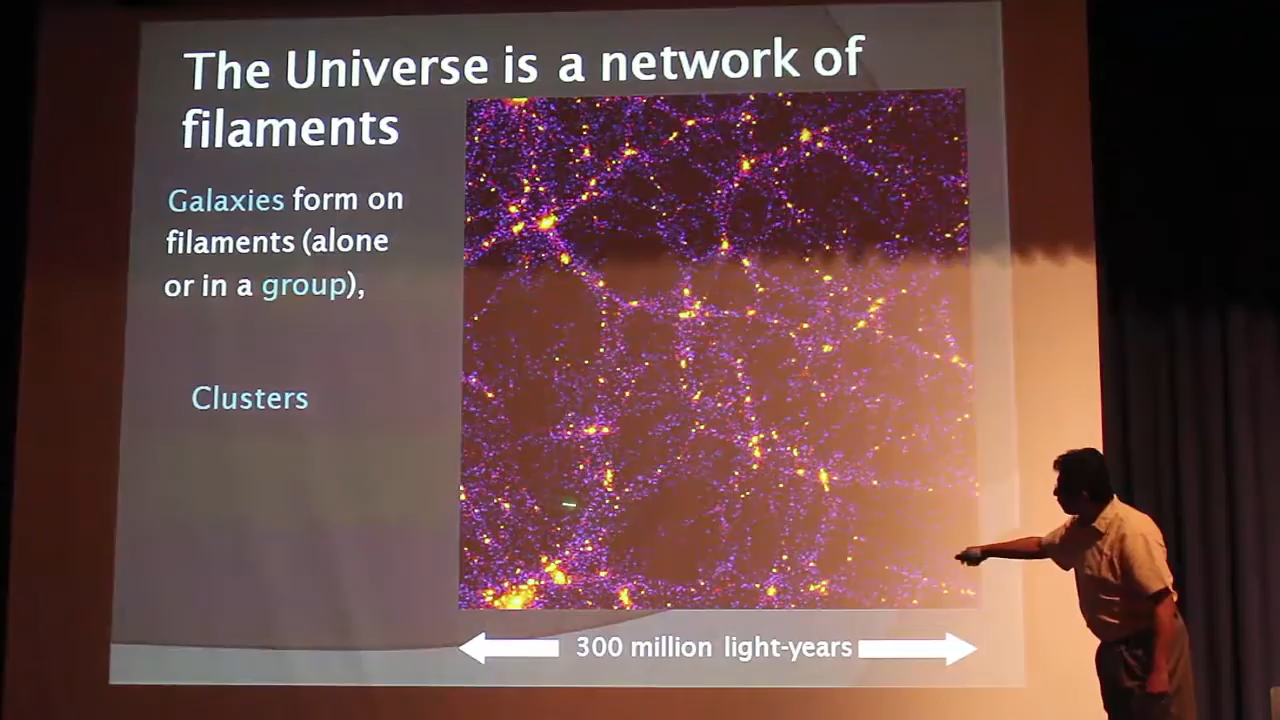 The Universe is a network of
filaments
Galaxies form on
filaments (alone
or in a group),
Clusters
300 million light-years